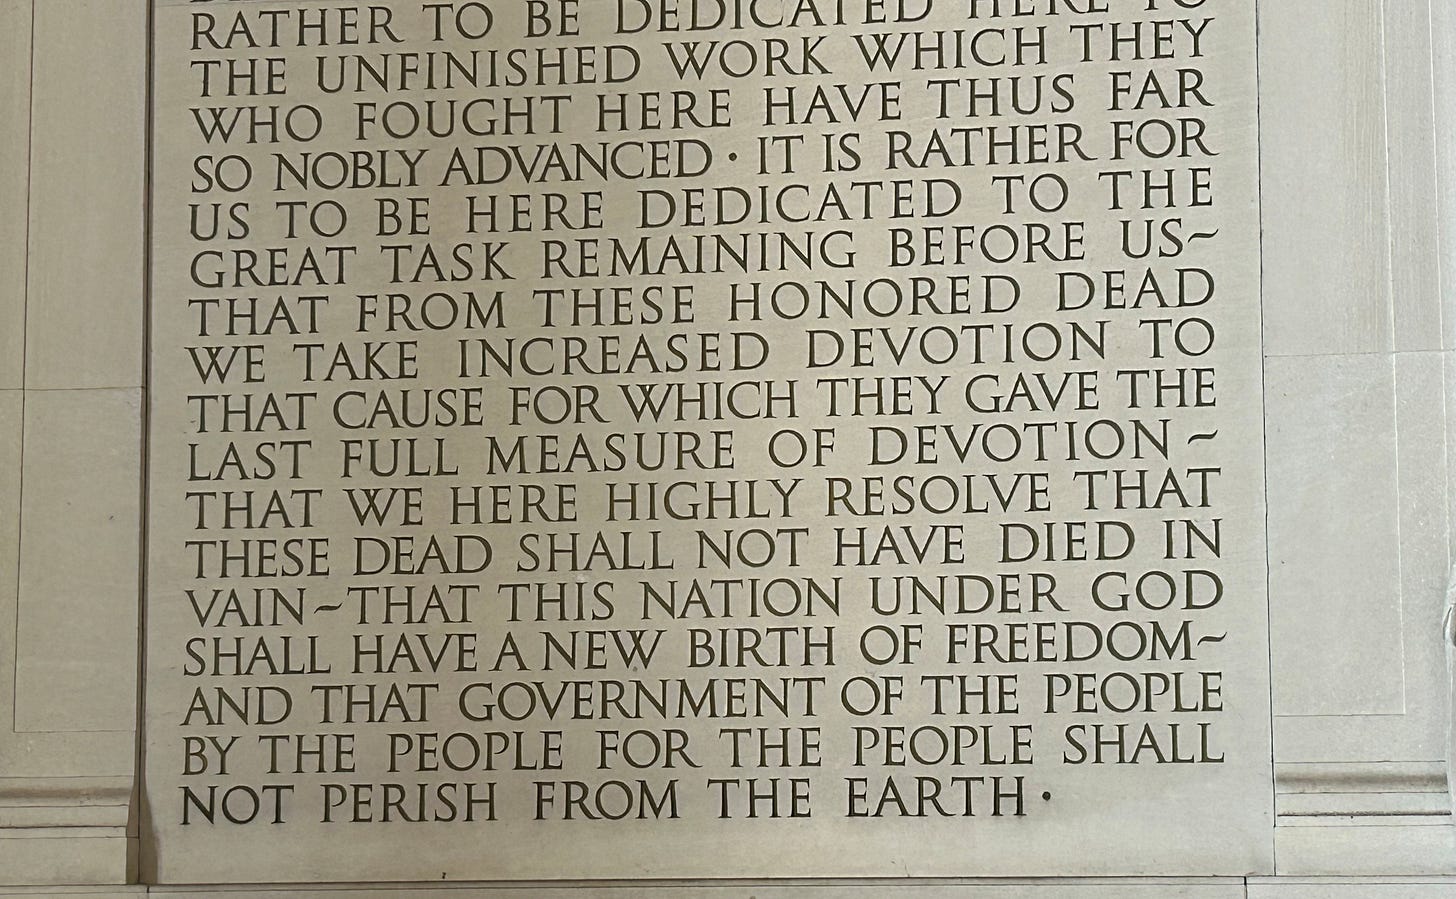 RATHER TO BE DEDICATED HERE TO
THE UNFINISHED WORK WHICH THEY
WHO FOUGHT HERE HAVE THUS FAR
SO NOBLY ADVANCED · IT IS RATHER FOR
US TO BE HERE DEDICATED TO THE
GREAT TASK REMAINING BEFORE US~
THAT FROM THESE HONORED DEAD
WE TAKE INCREASED DEVOTION TO
THAT CAUSE FOR WHICH THEY GAVE THE
LAST FULL MEASURE OF DEVOTION ~
THAT WE HERE HIGHLY RESOLVE THAT
THESE DEAD SHALL NOT HAVE DIED IN
VAIN~THAT THIS NATION UNDER GOD
SHALL HAVE A NEW BIRTH OF FREEDOM~
AND THAT GOVERNMENT OF THE PEOPLE
BY THE PEOPLE FOR THE PEOPLE SHALL
NOT PERISH FROM THE EARTH ·